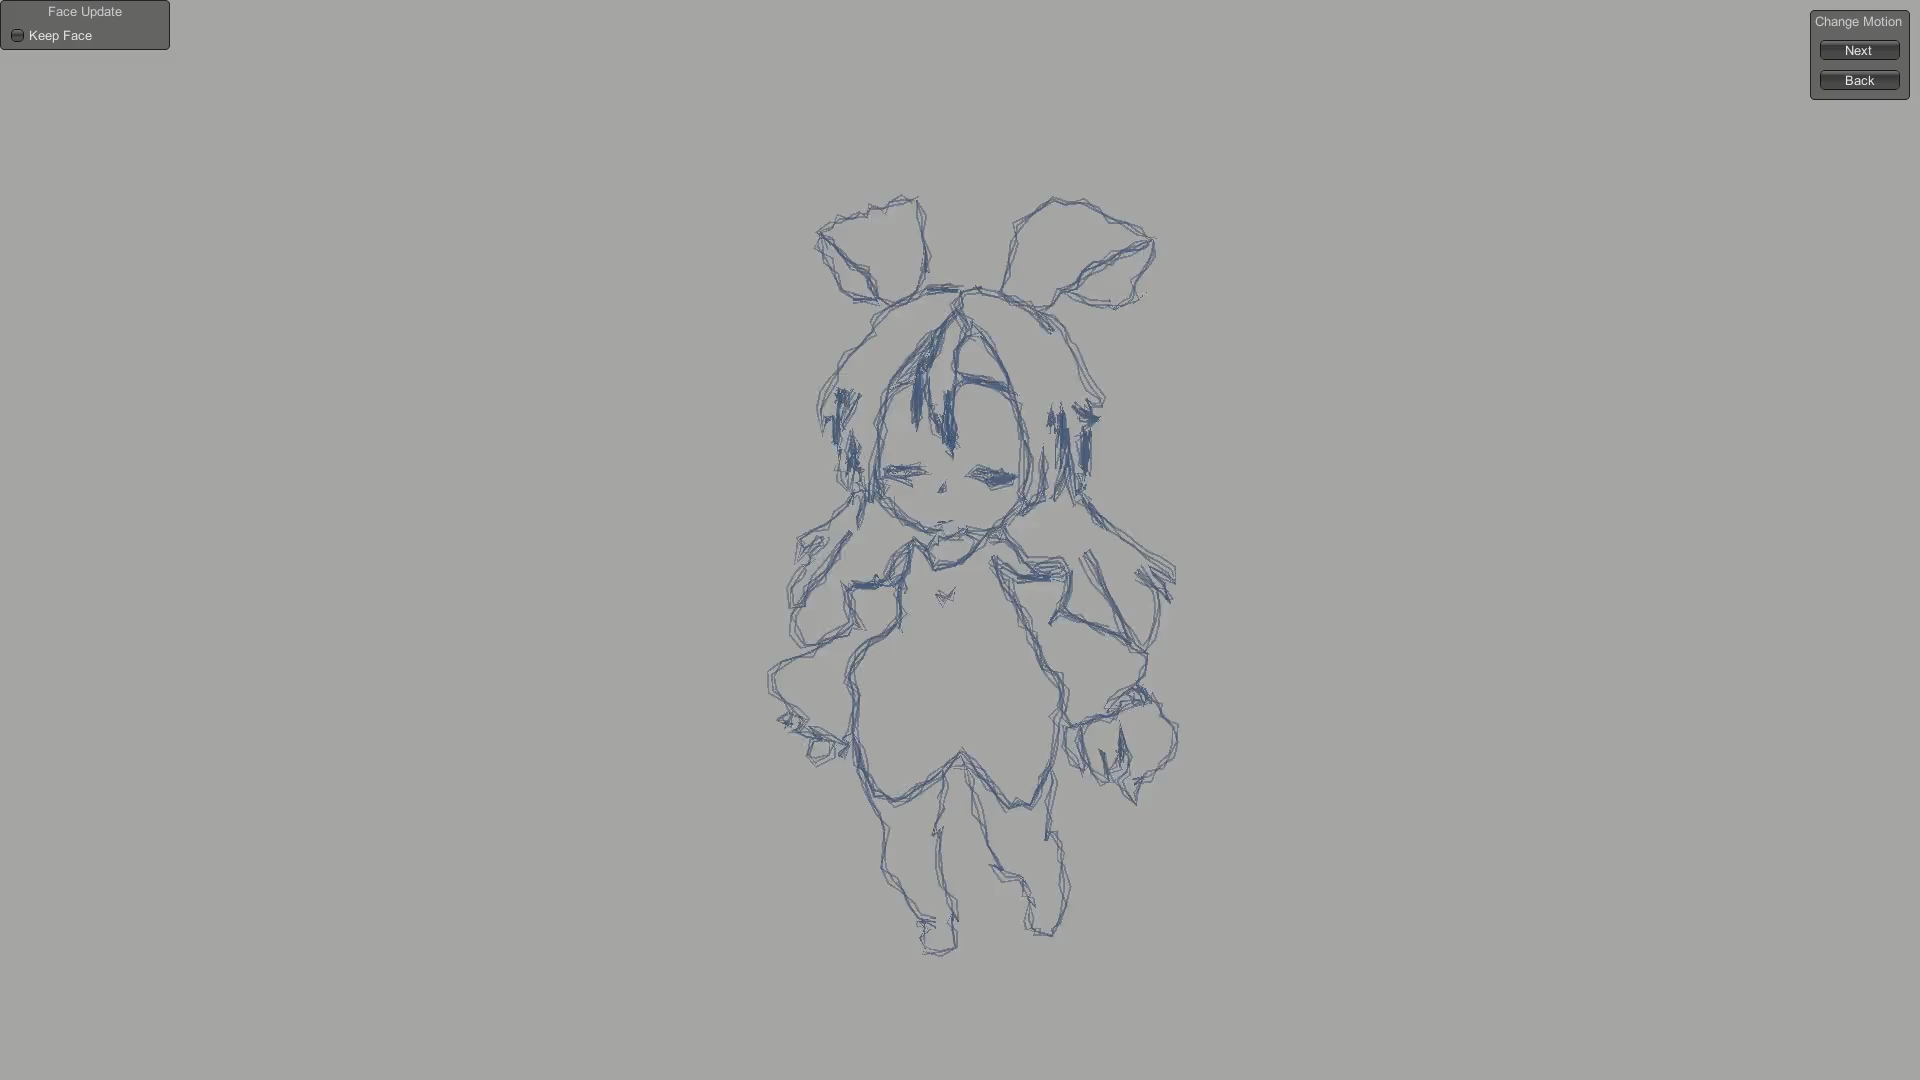 Face Update
Keep Face
Change Motion
Next
Back